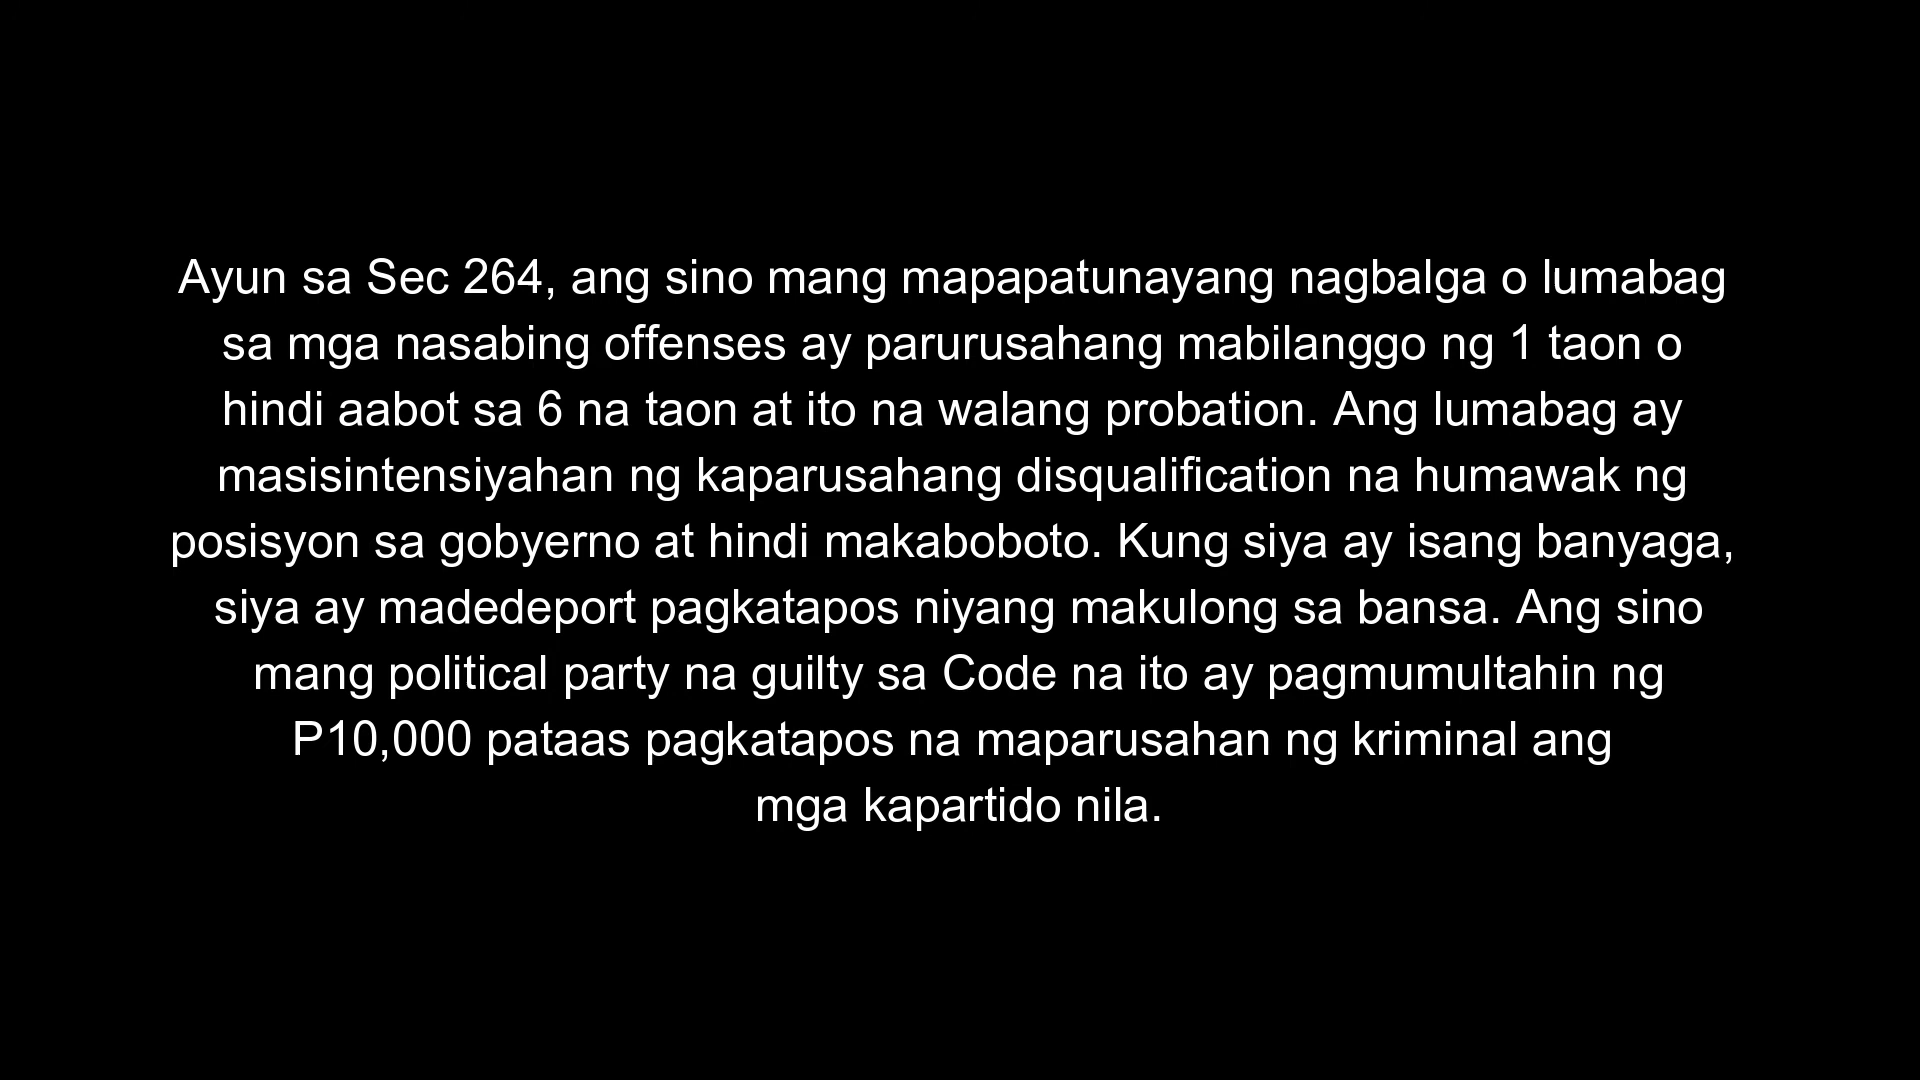 Ayun sa Sec 264, ang sino mang mapapatunayang nagbalga o lumabag
sa mga nasabing offenses ay parurusahang mabilanggo ng 1 taon o
hindi aabot sa 6 na taon at ito na walang probation. Ang lumabag ay
masisintensiyahan ng kaparusahang disqualification na humawak ng
posisyon sa gobyerno at hindi makaboboto. Kung siya ay isang banyaga,
siya ay madedeport pagkatapos niyang makulong sa bansa. Ang sino
mang political party na guilty sa Code na ito ay pagmumultahin ng
P10,000 pataas pagkatapos na maparusahan ng kriminal ang
mga kapartido nila.